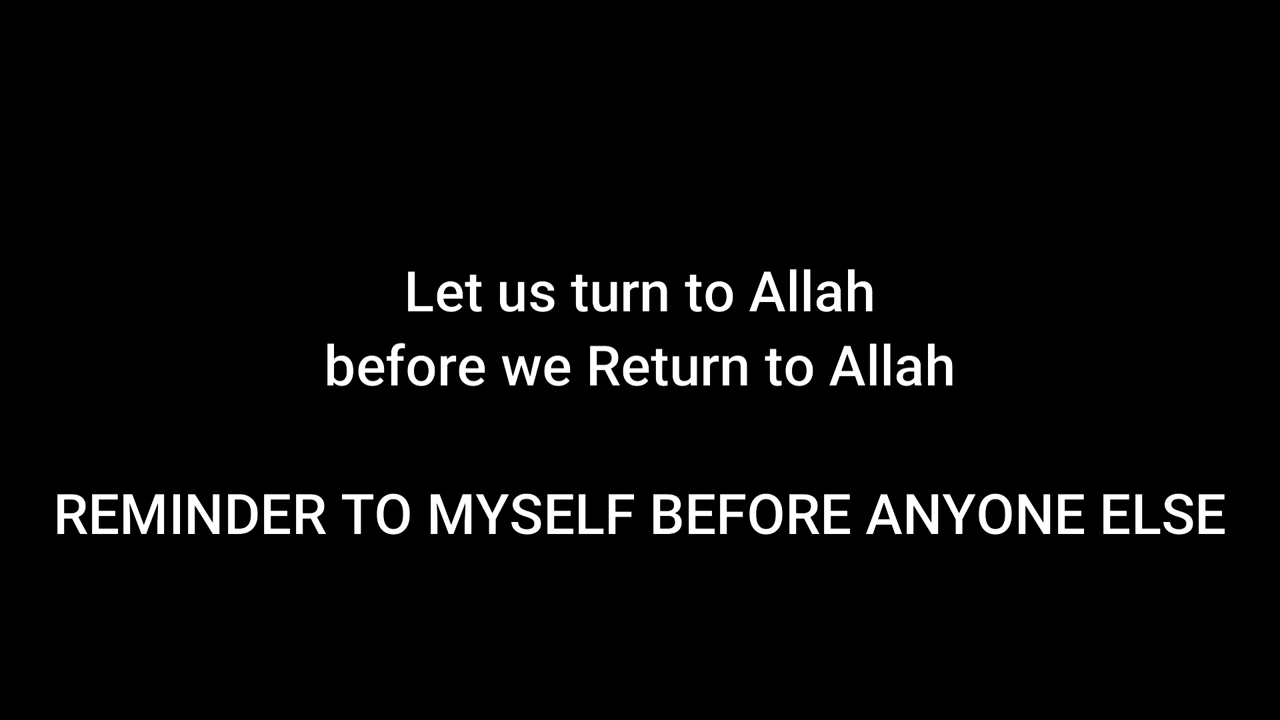 Let us turn to Allah
before we Return to Allah
REMINDER TO MYSELF BEFORE ANYONE ELSE